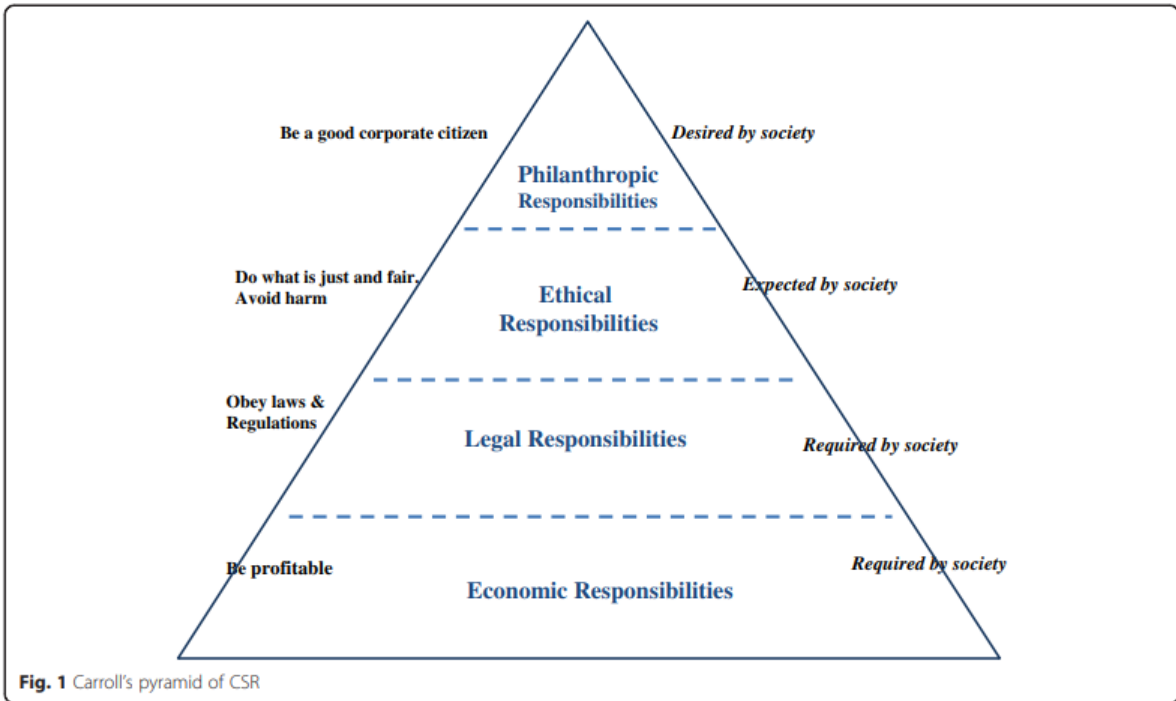 Be a good corporate citizen
Desired by society
Philanthropic
Responsibilities
Do what is just and fair,
Avoid harm
Expected by society
Ethical
Responsibilities
Obey laws &
Regulations
Legal Responsibilities
Required by society
Be profitable
Required by society
Economic Responsibilities
Fig. 1 Carroll's pyramid of CSR